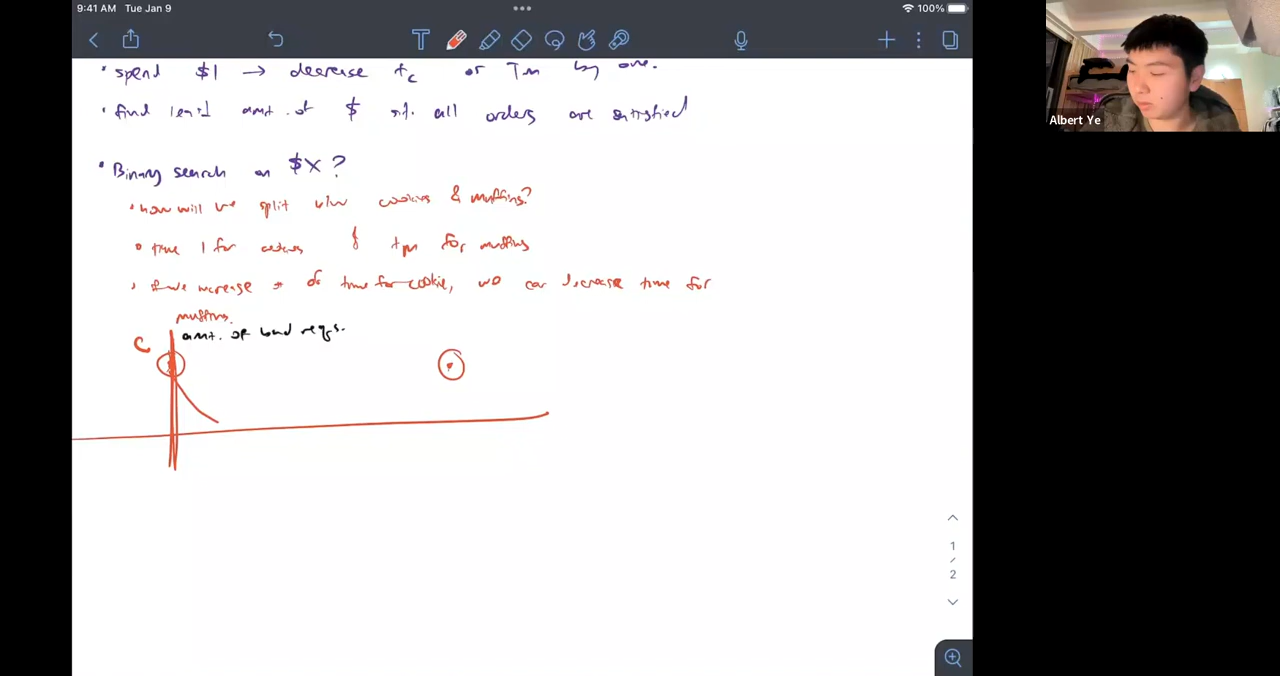 9:41 AM Tue Jan 9
100%
• spend $1 → decrease tc or Tm by one.
• find least amt. of $ s.t. all orders are satisfied
• Binary search on $X?
• how will we split b/w cookies & muffins?
• time 1 for cookies & tm for muffins
• if we increase of time for cookie, we can decrease time for
muffins.
C amt. of bad reqs.
1
/
2
Albert Ye